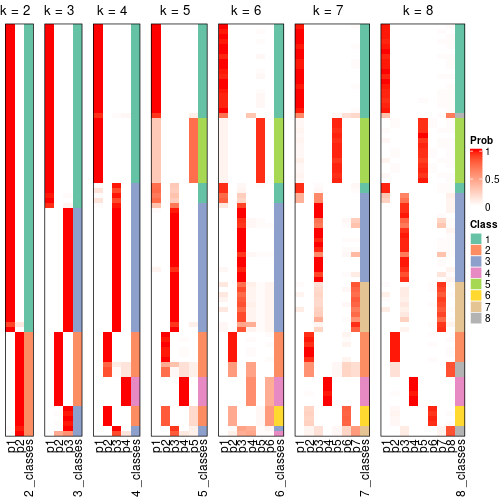 k = 2 k = 3 k = 4 k = 5 k = 6 k = 7 k = 8
Prob
1
0.5
0
Class
1
2
3
4
5
6
7
8
p1 p2 2_classes
p1 p2 p3 3_classes
p1 p2 p3 p4 4_classes
p1 p2 p3 p4 p5 5_classes
p1 p2 p3 p4 p5 p6 6_classes
p1 p2 p3 p4 p5 p6 p7 7_classes
p1 p2 p3 p4 p5 p6 p7 p8 8_classes